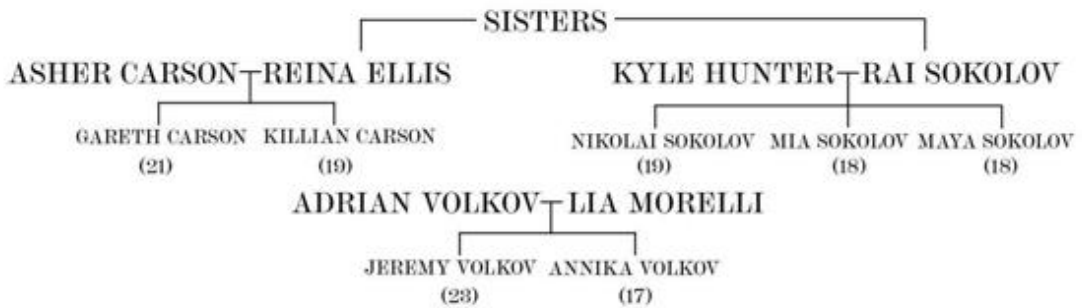 SISTERS
ASHER CARSON REINA ELLIS KYLE HUNTER RAI SOKOLOV
GARETH CARSON KILLIAN CARSON NIKOLAI SOKOLOV MIA SOKOLOV MAYA SOKOLOV
(21) (19) (19) (18) (18)
ADRIAN VOLKOV LIA MORELLI
JEREMY VOLKOV ANNIKA VOLKOV
(23) (17)